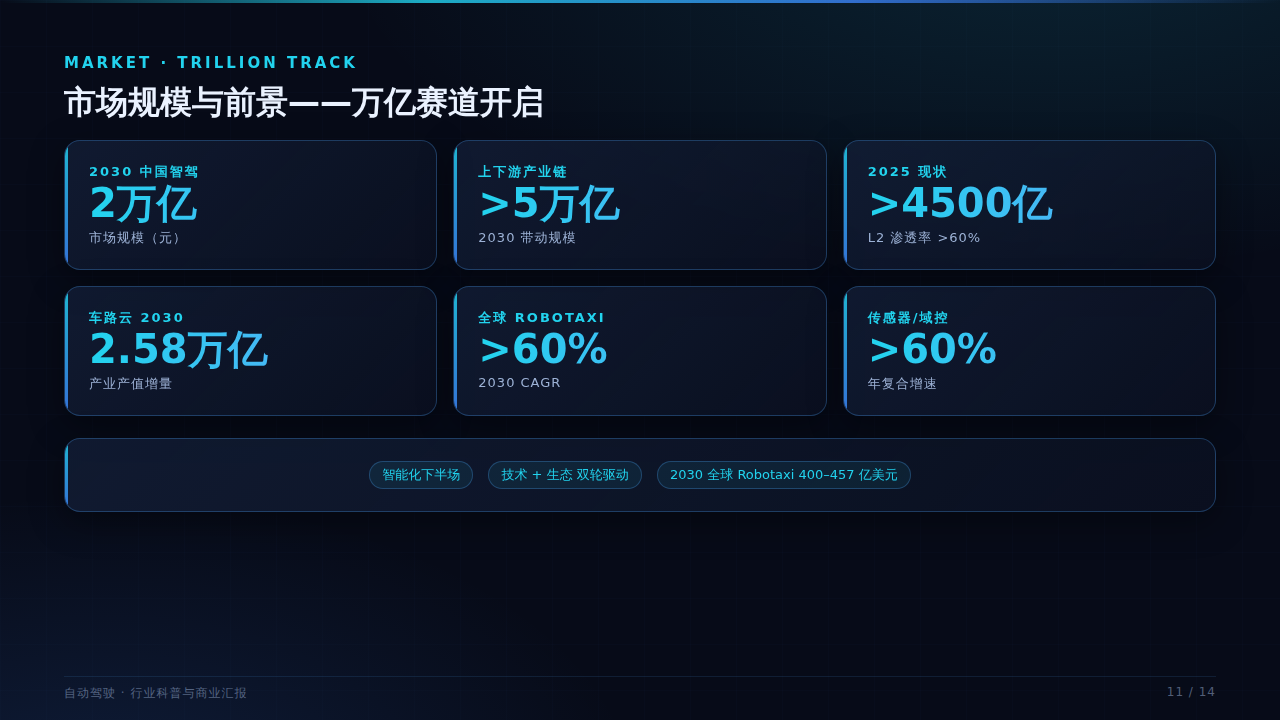 MARKET · TRILLION TRACK
市场规模与前景——万亿赛道开启
2030 中国智驾
2万亿
市场规模（元）
上下游产业链
>5万亿
2030 带动规模
2025 现状
>4500亿
L2 渗透率 >60%
车路云 2030
2.58万亿
产业产值增量
全球 ROBOTAXI
>60%
2030 CAGR
传感器/域控
>60%
年复合增速
智能化下半场
技术 + 生态 双轮驱动
2030 全球 Robotaxi 400–457 亿美元
自动驾驶 · 行业科普与商业汇报
11 / 14